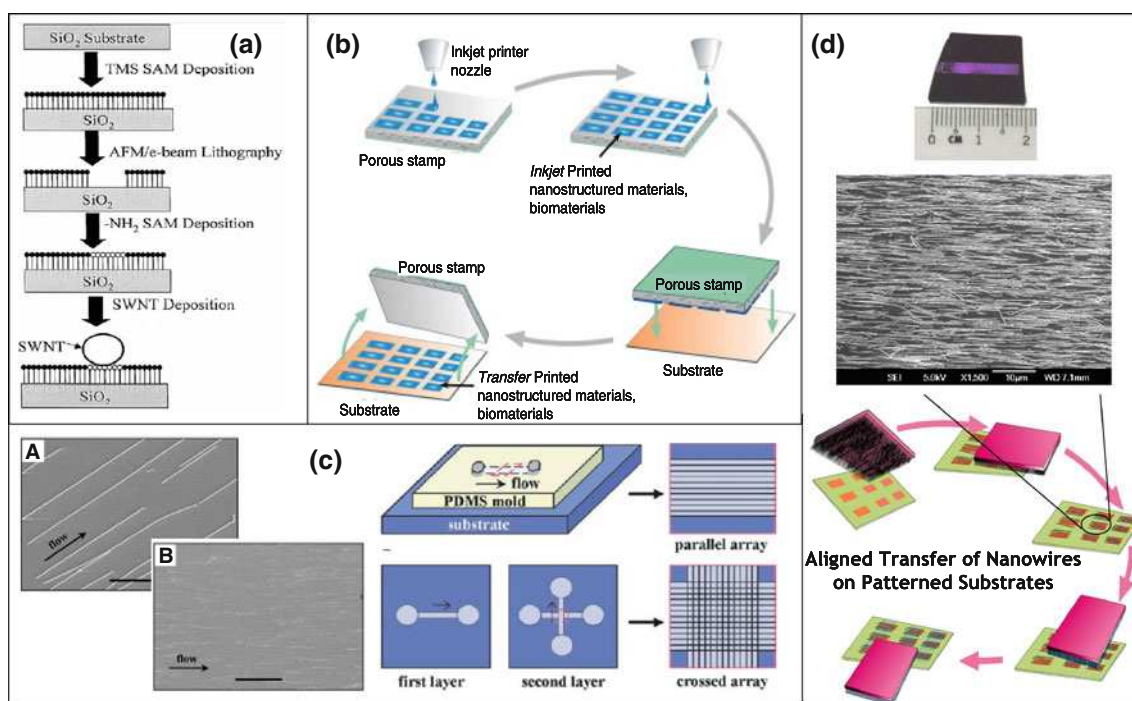 (a)
SiO₂ Substrate
TMS SAM Deposition
SiO₂
AFM/e-beam Lithography
SiO₂
-NH₂ SAM Deposition
SiO₂
SWNT Deposition
SWNT
SiO₂
(b)
Inkjet printer
nozzle
Porous stamp
Inkjet Printed
nanostructured materials,
biomaterials
Porous stamp
Substrate
Porous stamp
Transfer Printed
nanostructured materials,
biomaterials
Substrate
(c)
A
flow
B
flow
flow
PDMS mold
substrate
parallel array
first layer
second layer
crossed array
(d)
0 CM 1 2
SEI 5.0kV X1,500 10µm WD 7.1mm
Aligned Transfer of Nanowires
on Patterned Substrates